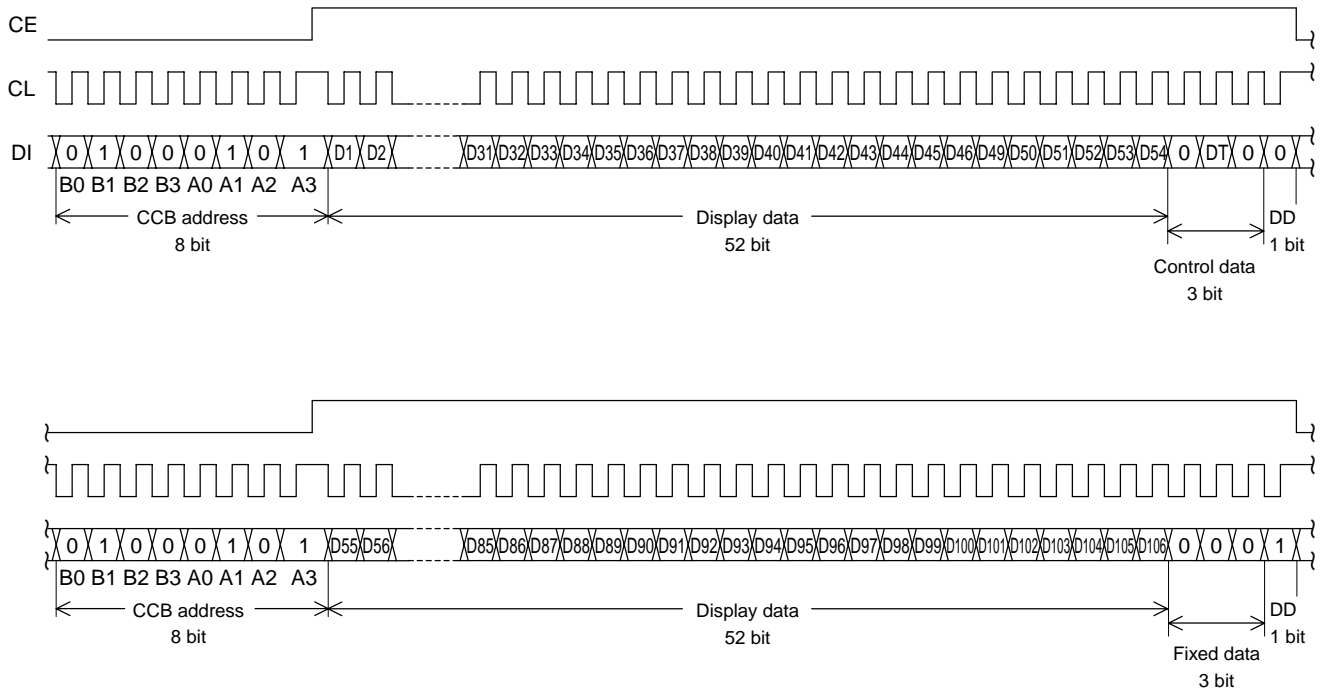 CE
CL
DI 0 1 0 0 0 1 0 1 D1 D2 D31 D32 D33 D34 D35 D36 D37 D38 D39 D40 D41 D42 D43 D44 D45 D46 D49 D50 D51 D52 D53 D54 0 DT 0 0
B0 B1 B2 B3 A0 A1 A2 A3
CCB address Display data DD
8 bit 52 bit 1 bit
Control data
3 bit
0 1 0 0 0 1 0 1 D55 D56 D85 D86 D87 D88 D89 D90 D91 D92 D93 D94 D95 D96 D97 D98 D99 D100 D101 D102 D103 D104 D105 D106 0 0 0 1
B0 B1 B2 B3 A0 A1 A2 A3
CCB address Display data DD
8 bit 52 bit 1 bit
Fixed data
3 bit